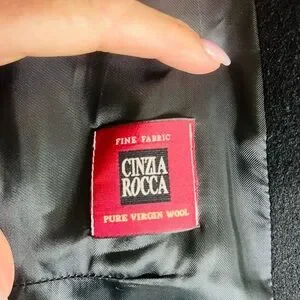 FINE FABRIC
CINZIA
ROCCA
PURE VIRGIN WOOL